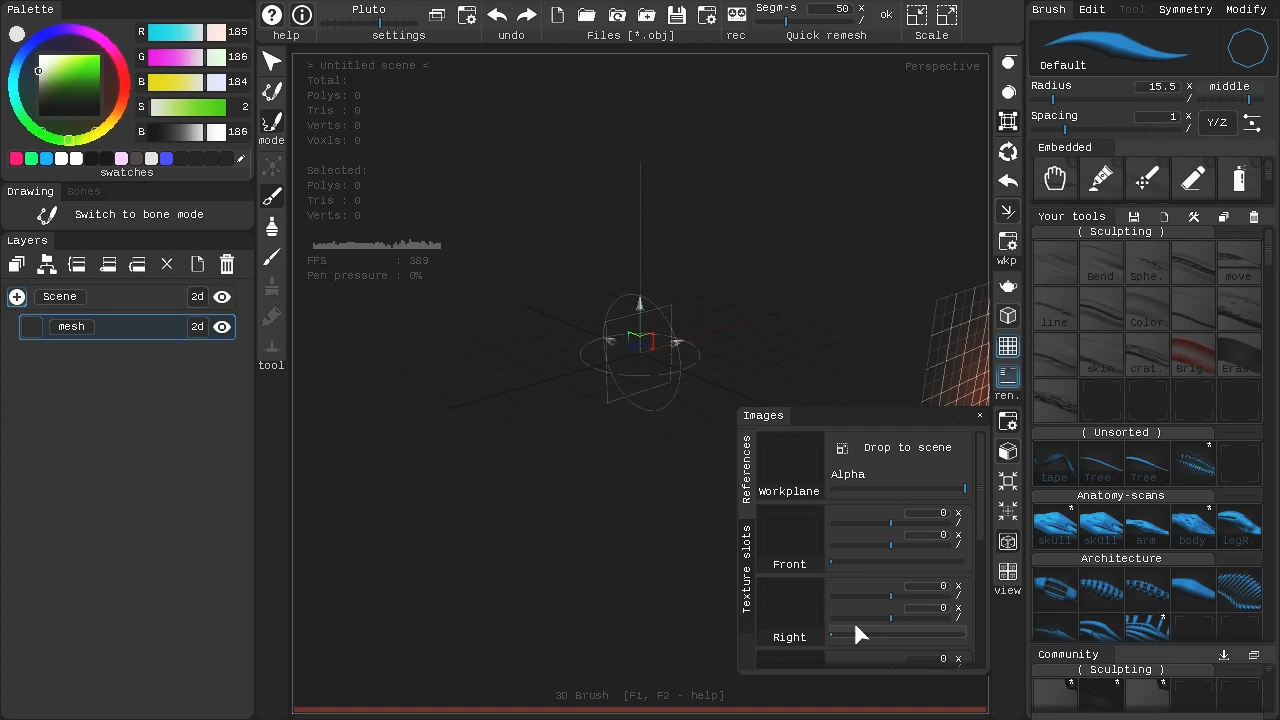 Palette
R 185
G 186
B 184
S 2
B 186
swatches
Drawing Bones
Switch to bone mode
Layers
Scene 2d
mesh 2d
help
Pluto
settings
undo
Files [*.obj]
rec
Segm-s 50 x / ok
Quick remesh
Scale
mode
tool
> Untitled scene <
Total:
Polys: 0
Tris : 0
Verts: 0
Voxls: 0
Selected:
Polys: 0
Tris : 0
Verts: 0
FPS : 389
Pen pressure : 0%
Perspective
Images ×
References
Texture slots
Workplane
Drop to scene
Alpha
Front
0 x
/
0 x
/
Right
0 x
/
0 x
/
0 x
3D Brush [F1, F2 - help]
wkp
ren.
view
Brush Edit Tool Symmetry Modify
Default
Radius 15.5 x / middle
Spacing 1 x / Y/Z
Embedded
Your tools
( Sculpting )
Bend Sphe. move
line Color
skin crat. Brig. Eras
( Unsorted )
tape Tree. Tree.
Anatomy-scans
skull skull arm body legR.
Architecture
Community
( Sculpting )